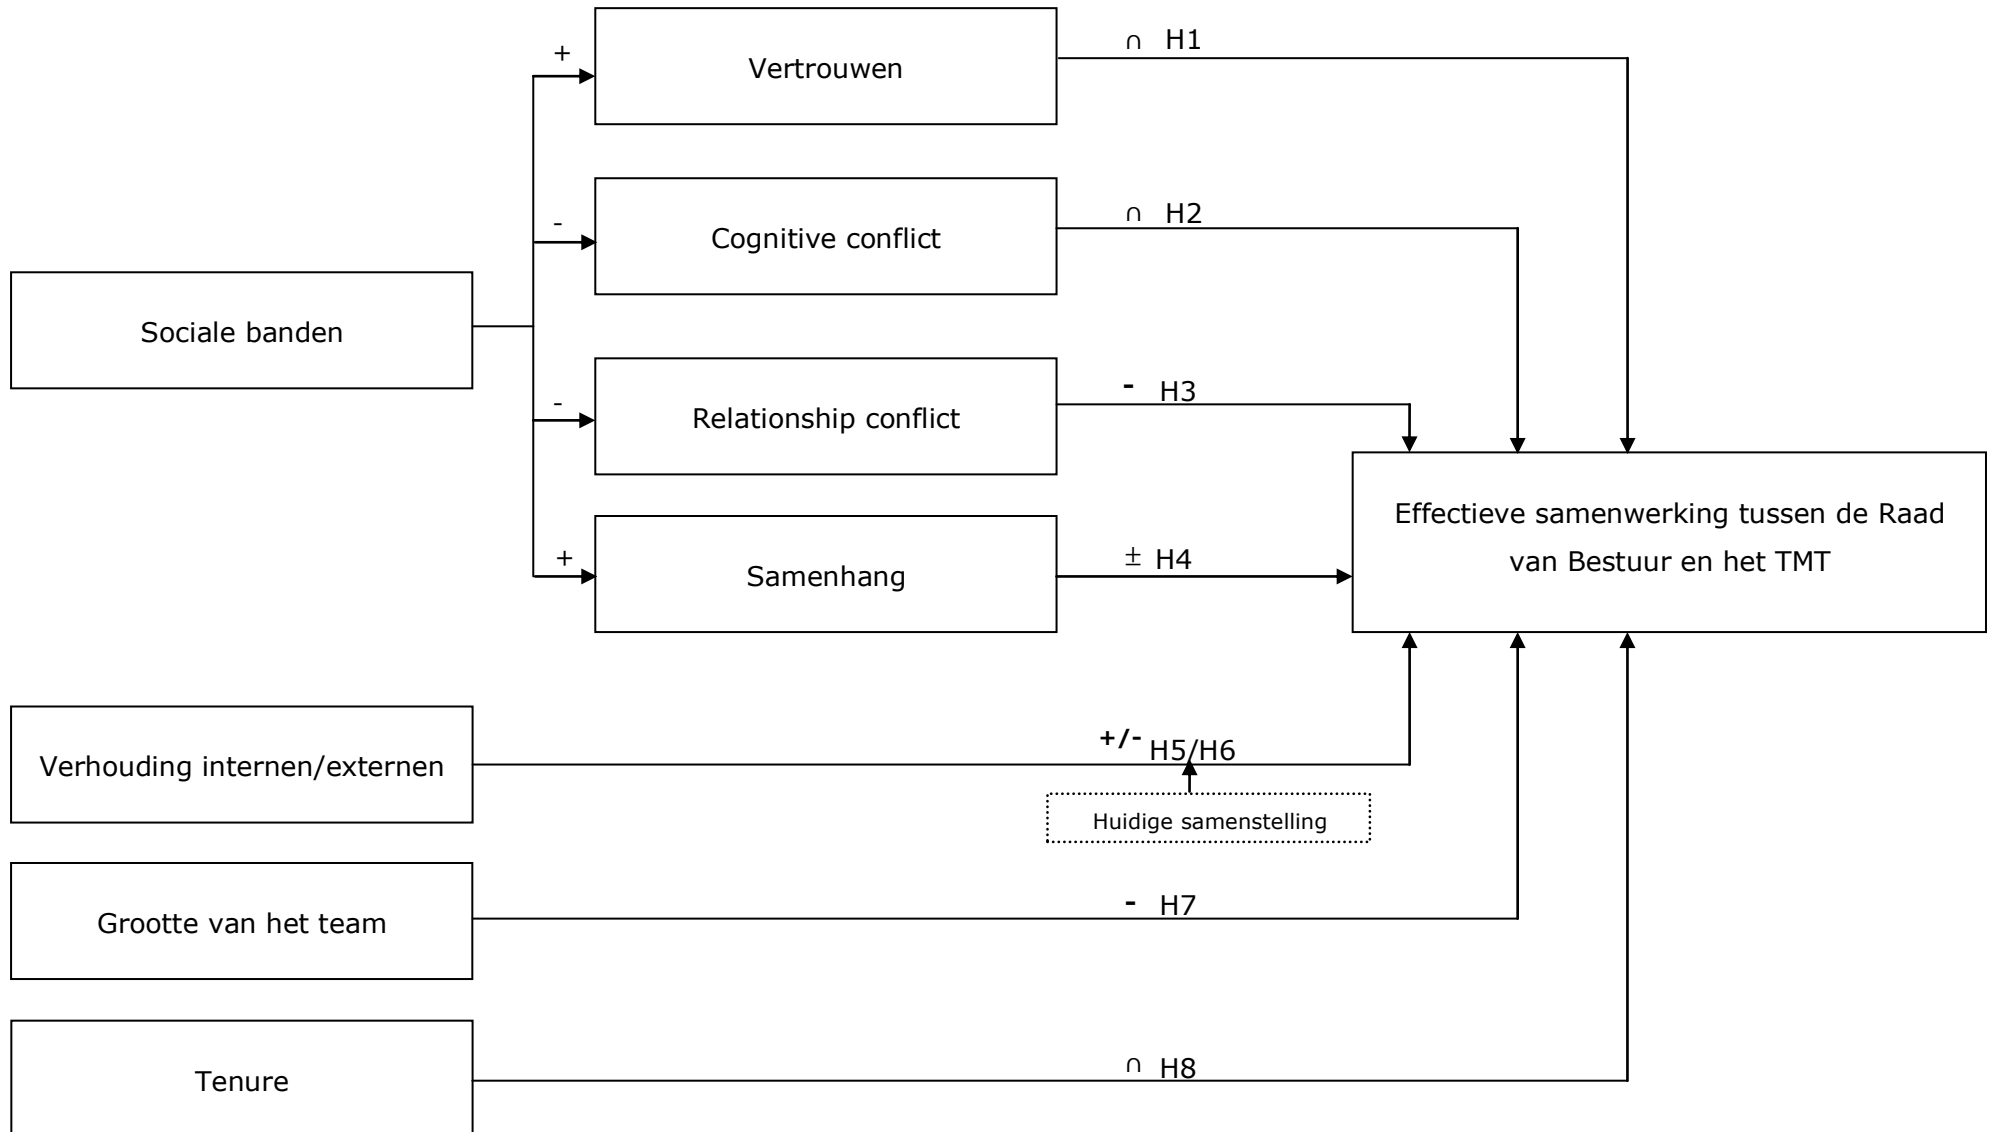 ∩ H1
+
Vertrouwen
∩ H2
-
Cognitive conflict
Sociale banden
- H3
-
Relationship conflict
Effectieve samenwerking tussen de Raad
van Bestuur en het TMT
± H4
+
Samenhang
+/- H5/H6
Verhouding internen/externen
Huidige samenstelling
- H7
Grootte van het team
∩ H8
Tenure